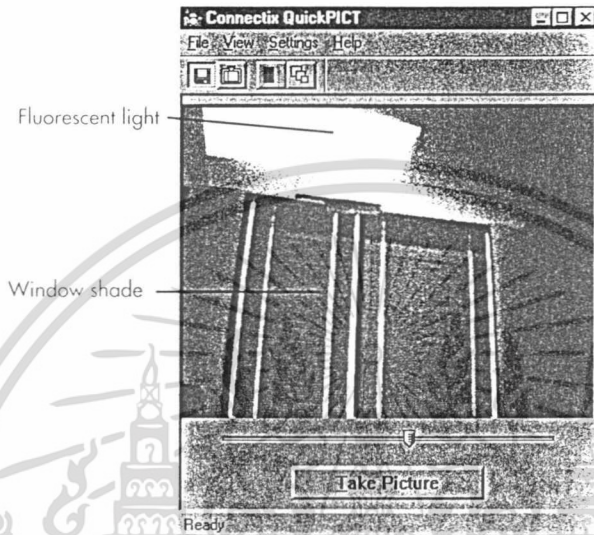 Connectix QuickPICT
File View Settings Help
Fluorescent light
Window shade
Take Picture
Ready